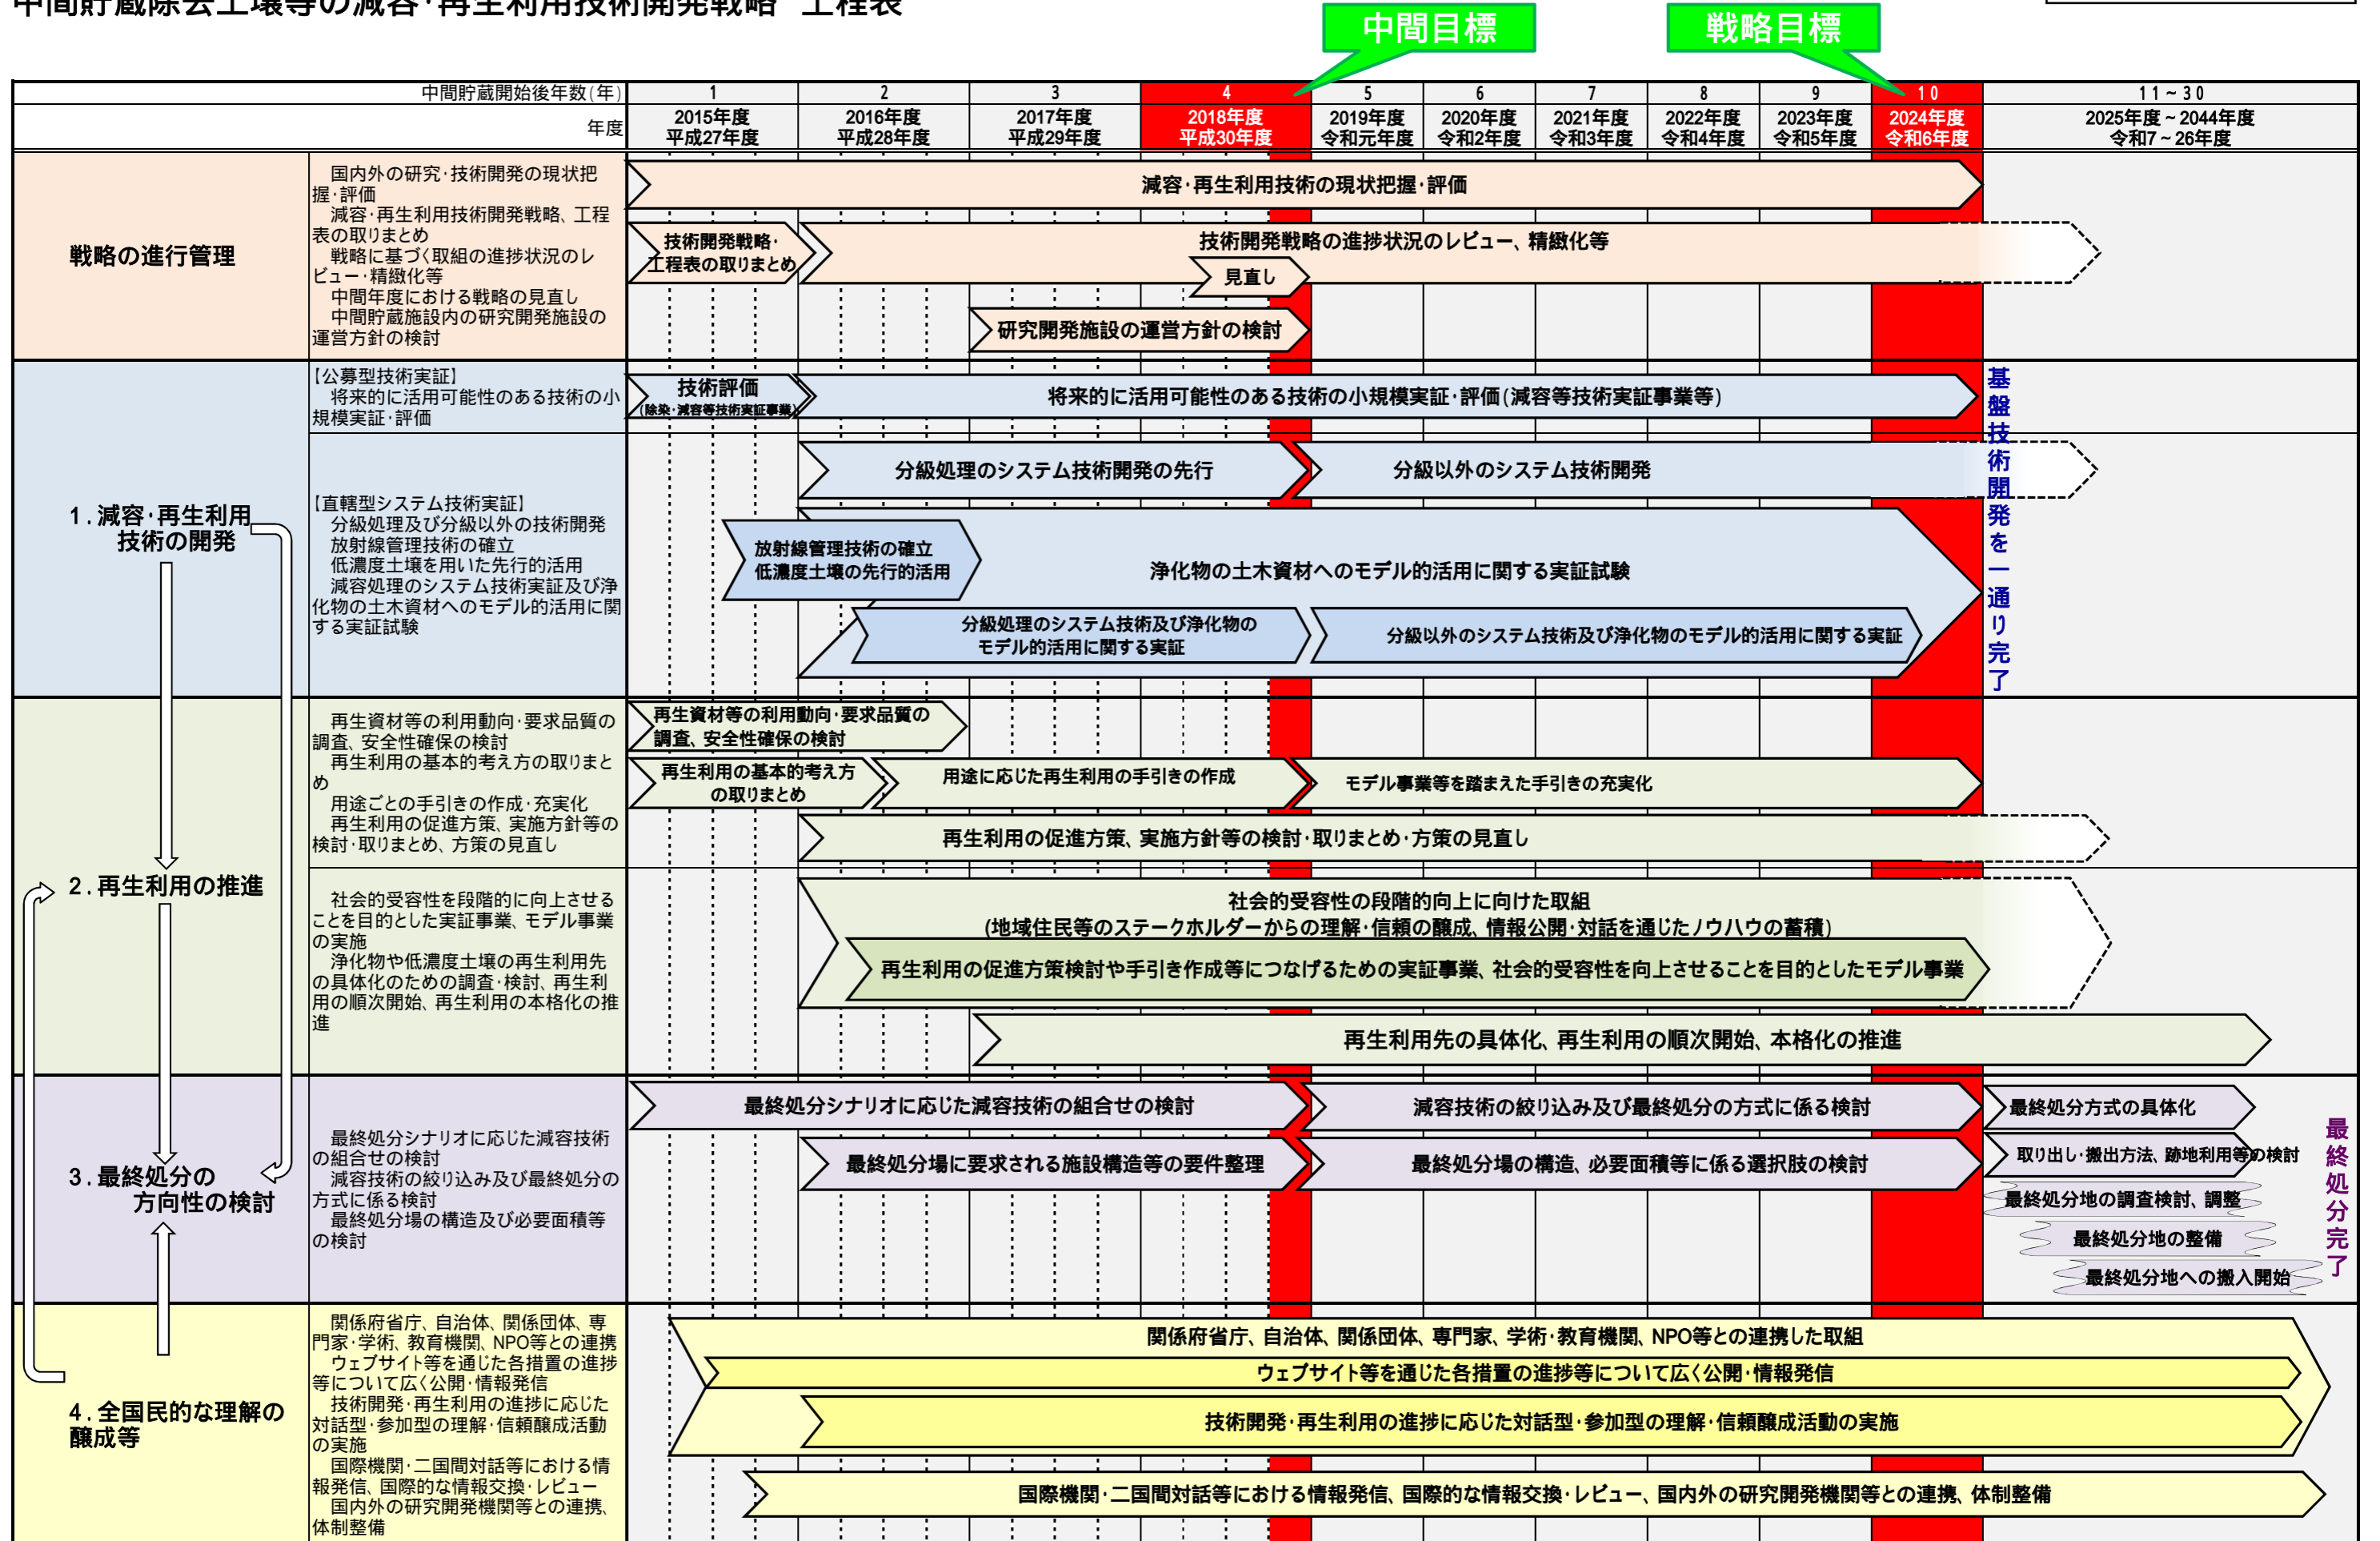 中間貯蔵除去土壌等の減容・再生利用技術開発戦略 工程表
中間目標
戦略目標
中間貯蔵開始後年数(年)
1
2
3
4
5
6
7
8
9
10
11~30
年度
2015年度
平成27年度
2016年度
平成28年度
2017年度
平成29年度
2018年度
平成30年度
2019年度
令和元年度
2020年度
令和2年度
2021年度
令和3年度
2022年度
令和4年度
2023年度
令和5年度
2024年度
令和6年度
2025年度~2044年度
令和7~26年度
戦略の進行管理
国内外の研究・技術開発の現状把
握・評価
減容・再生利用技術開発戦略、工程
表の取りまとめ
戦略に基づく取組の進捗状況のレ
ビュー・精緻化等
中間年度における戦略の見直し
中間貯蔵施設内の研究開発施設の
運営方針の検討
減容・再生利用技術の現状把握・評価
技術開発戦略・
工程表の取りまとめ
技術開発戦略の進捗状況のレビュー、精緻化等
見直し
研究開発施設の運営方針の検討
1.減容・再生利用
技術の開発
【公募型技術実証】
将来的に活用可能性のある技術の小
規模実証・評価
【直轄型システム技術実証】
分級処理及び分級以外の技術開発
放射線管理技術の確立
低濃度土壌を用いた先行的活用
減容処理のシステム技術実証及び浄
化物の土木資材へのモデル的活用に関
する実証試験
技術評価
(除染・減容等技術実証事業)
将来的に活用可能性のある技術の小規模実証・評価(減容等技術実証事業等)
分級処理のシステム技術開発の先行
分級以外のシステム技術開発
放射線管理技術の確立
低濃度土壌の先行的活用
浄化物の土木資材へのモデル的活用に関する実証試験
分級処理のシステム技術及び浄化物の
モデル的活用に関する実証
分級以外のシステム技術及び浄化物のモデル的活用に関する実証
基盤技術開発を一通り完了
2.再生利用の推進
再生資材等の利用動向・要求品質の
調査、安全性確保の検討
再生利用の基本的考え方の取りまと
め
用途ごとの手引きの作成・充実化
再生利用の促進方策、実施方針等の
検討・取りまとめ、方策の見直し
社会的受容性を段階的に向上させる
ことを目的とした実証事業、モデル事業
の実施
浄化物や低濃度土壌の再生利用先
の具体化のための調査・検討、再生利
用の順次開始、再生利用の本格化の推
進
再生資材等の利用動向・要求品質の
調査、安全性確保の検討
再生利用の基本的考え方
の取りまとめ
用途に応じた再生利用の手引きの作成
モデル事業等を踏まえた手引きの充実化
再生利用の促進方策、実施方針等の検討・取りまとめ・方策の見直し
社会的受容性の段階的向上に向けた取組
(地域住民等のステークホルダーからの理解・信頼の醸成、情報公開・対話を通じたノウハウの蓄積)
再生利用の促進方策検討や手引き作成等につなげるための実証事業、社会的受容性を向上させることを目的としたモデル事業
再生利用先の具体化、再生利用の順次開始、本格化の推進
3.最終処分の
方向性の検討
最終処分シナリオに応じた減容技術
の組合せの検討
減容技術の絞り込み及び最終処分の
方式に係る検討
最終処分場の構造及び必要面積等
の検討
最終処分シナリオに応じた減容技術の組合せの検討
減容技術の絞り込み及び最終処分の方式に係る検討
最終処分方式の具体化
最終処分場に要求される施設構造等の要件整理
最終処分場の構造、必要面積等に係る選択肢の検討
取り出し・搬出方法、跡地利用等の検討
最終処分地の調査検討、調整
最終処分地の整備
最終処分地への搬入開始
最終処分完了
4.全国民的な理解の
醸成等
関係府省庁、自治体、関係団体、専
門家・学術、教育機関、NPO等との連携
ウェブサイト等を通じた各措置の進捗
等について広く公開・情報発信
技術開発・再生利用の進捗に応じた
対話型・参加型の理解・信頼醸成活動
の実施
国際機関・二国間対話等における情
報発信、国際的な情報交換・レビュー
国内外の研究開発機関等との連携、
体制整備
関係府省庁、自治体、関係団体、専門家、学術・教育機関、NPO等との連携した取組
ウェブサイト等を通じた各措置の進捗等について広く公開・情報発信
技術開発・再生利用の進捗に応じた対話型・参加型の理解・信頼醸成活動の実施
国際機関・二国間対話等における情報発信、国際的な情報交換・レビュー、国内外の研究開発機関等との連携、体制整備